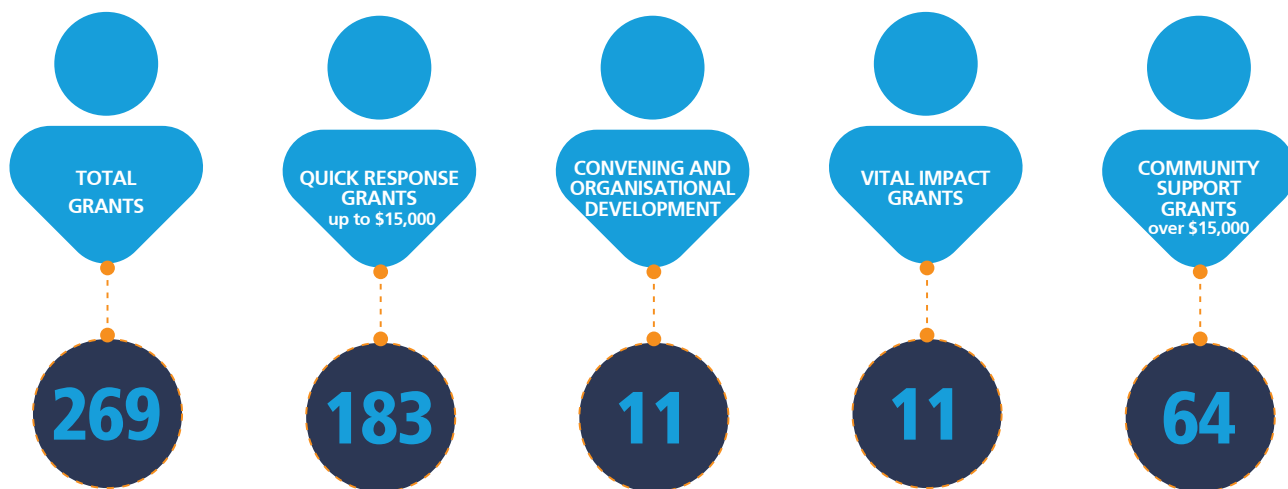 TOTAL
GRANTS
269
QUICK RESPONSE
GRANTS
up to $15,000
183
CONVENING AND
ORGANISATIONAL
DEVELOPMENT
11
VITAL IMPACT
GRANTS
11
COMMUNITY
SUPPORT
GRANTS
over $15,000
64